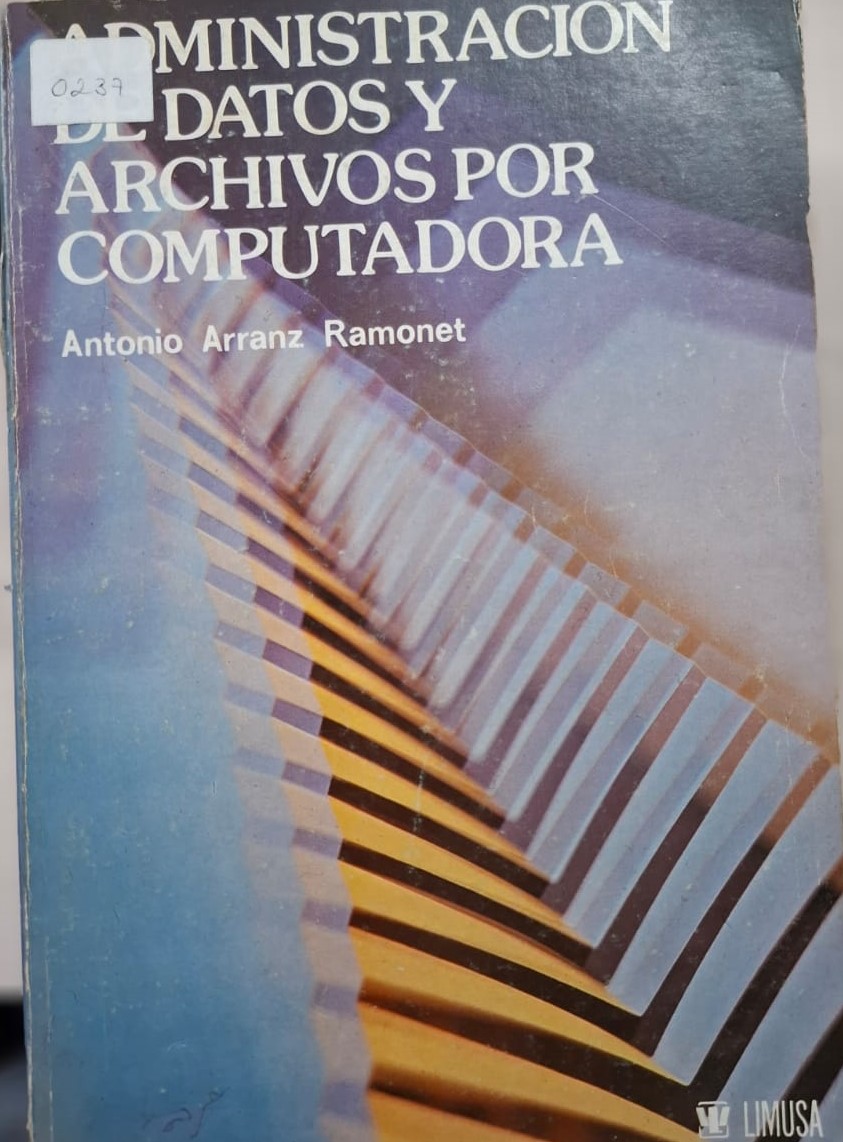 ADMINISTRACION
0237
DE DATOS Y
ARCHIVOS POR
COMPUTADORA
Antonio Arranz Ramonet
LIMUSA